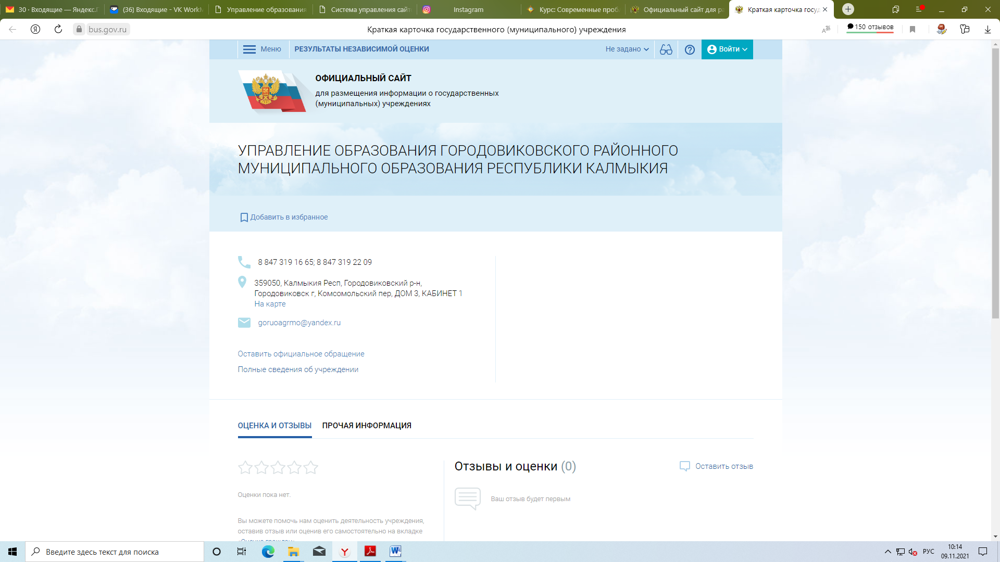 30 · Входящие — Яндекс.П
(36) Входящие - VK WorkM
Управление образования
Система управления сайто
Instagram
Курс: Современные проб
Официальный сайт для ра
Краткая карточка госуд
bus.gov.ru
Краткая карточка государственного (муниципального) учреждения
150 отзывов
Меню
РЕЗУЛЬТАТЫ НЕЗАВИСИМОЙ ОЦЕНКИ
Не задано
Войти
ОФИЦИАЛЬНЫЙ САЙТ
для размещения информации о государственных
(муниципальных) учреждениях
УПРАВЛЕНИЕ ОБРАЗОВАНИЯ ГОРОДОВИКОВСКОГО РАЙОННОГО
МУНИЦИПАЛЬНОГО ОБРАЗОВАНИЯ РЕСПУБЛИКИ КАЛМЫКИЯ
Добавить в избранное
8 847 319 16 65; 8 847 319 22 09
359050, Калмыкия Респ, Городовиковский р-н,
Городовиковск г, Комсомольский пер, ДОМ 3, КАБИНЕТ 1
На карте
goruoagrmo@yandex.ru
Оставить официальное обращение
Полные сведения об учреждении
ОЦЕНКА И ОТЗЫВЫ
ПРОЧАЯ ИНФОРМАЦИЯ
Отзывы и оценки (0)
Оставить отзыв
Оценки пока нет.
Ваш отзыв будет первым
Вы можете помочь нам оценить деятельность учреждения,
оставив отзыв или оценив его самостоятельно на вкладке
«Оценка граждан»
Введите здесь текст для поиска
РУС
10:14
09.11.2021